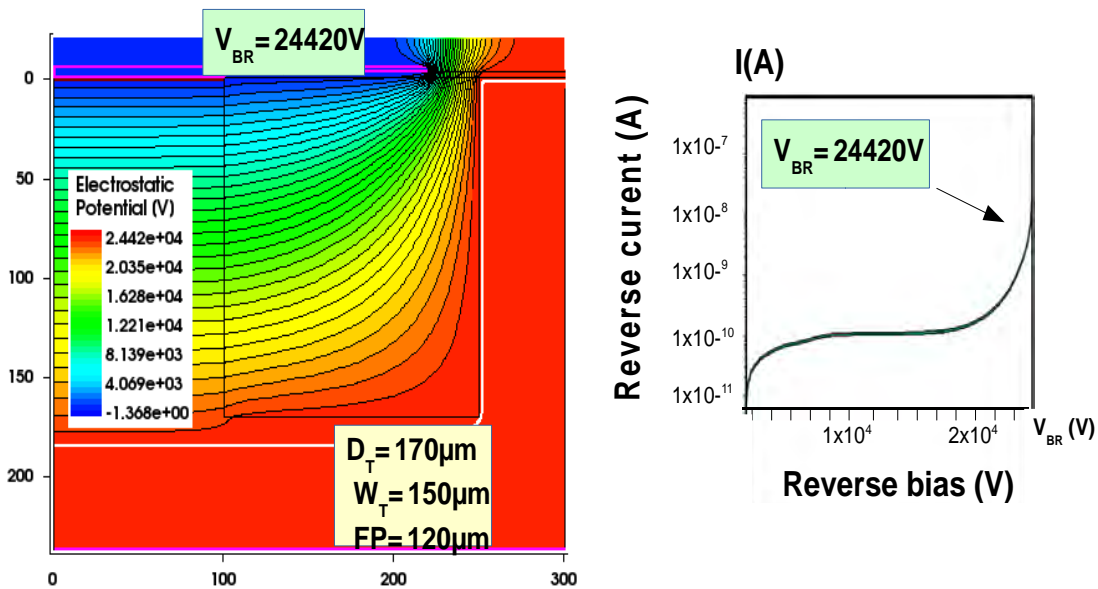 V_BR = 24420V
0
50
100
150
200
Electrostatic
Potential (V)
2.442e+04
2.035e+04
1.628e+04
1.221e+04
8.139e+03
4.069e+03
-1.368e+00
D_T = 170µm
W_T = 150µm
FP= 120µm
0
100
200
300
I(A)
Reverse curent (A)
1x10^-7
1x10^-8
1x10^-9
1x10^-10
1x10^-11
V_BR = 24420V
1x10^4
2x10^4
V_BR (V)
Reverse bias (V)